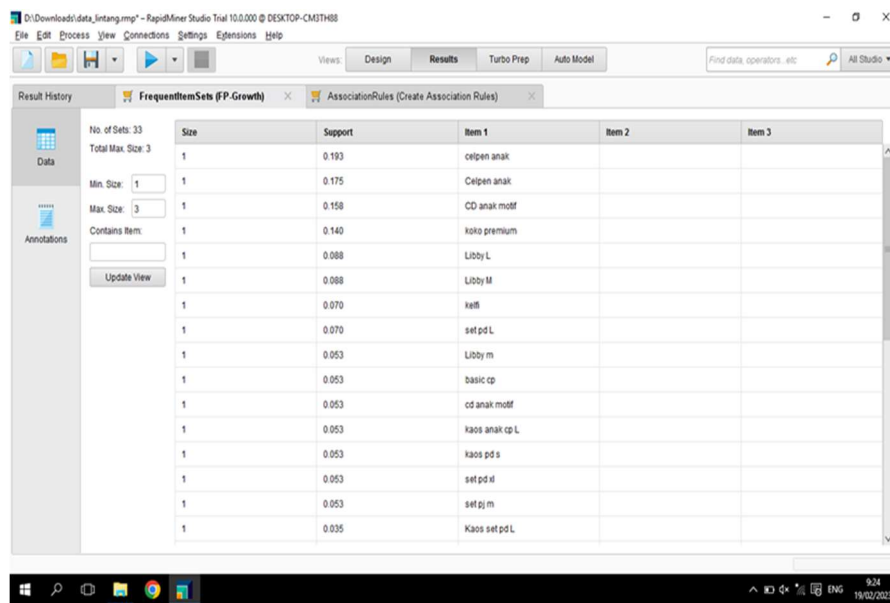 D:\Downloads\data_lintang.rmp* – RapidMiner Studio Trial 10.0.000 @ DESKTOP-CM3TH88
File Edit Process View Connections Settings Extensions Help
Views: Design Results Turbo Prep Auto Model Find data, operators...etc All Studio
Result History FrequentItemSets (FP-Growth) AssociationRules (Create Association Rules)
Data
Annotations
No. of Sets: 33
Total Max. Size: 3
Min. Size: 1
Max. Size: 3
Contains Item:
Update View
Size Support Item 1 Item 2 Item 3
1 0.193 celpen anak
1 0.175 Celpen anak
1 0.158 CD anak motif
1 0.140 koko premium
1 0.088 Libby L
1 0.088 Libby M
1 0.070 kelfi
1 0.070 set pd L
1 0.053 Libby m
1 0.053 basic cp
1 0.053 cd anak motif
1 0.053 kaos anak cp L
1 0.053 kaos pd s
1 0.053 set pd xl
1 0.053 set pj m
1 0.035 Kaos set pd L
ENG
9:24